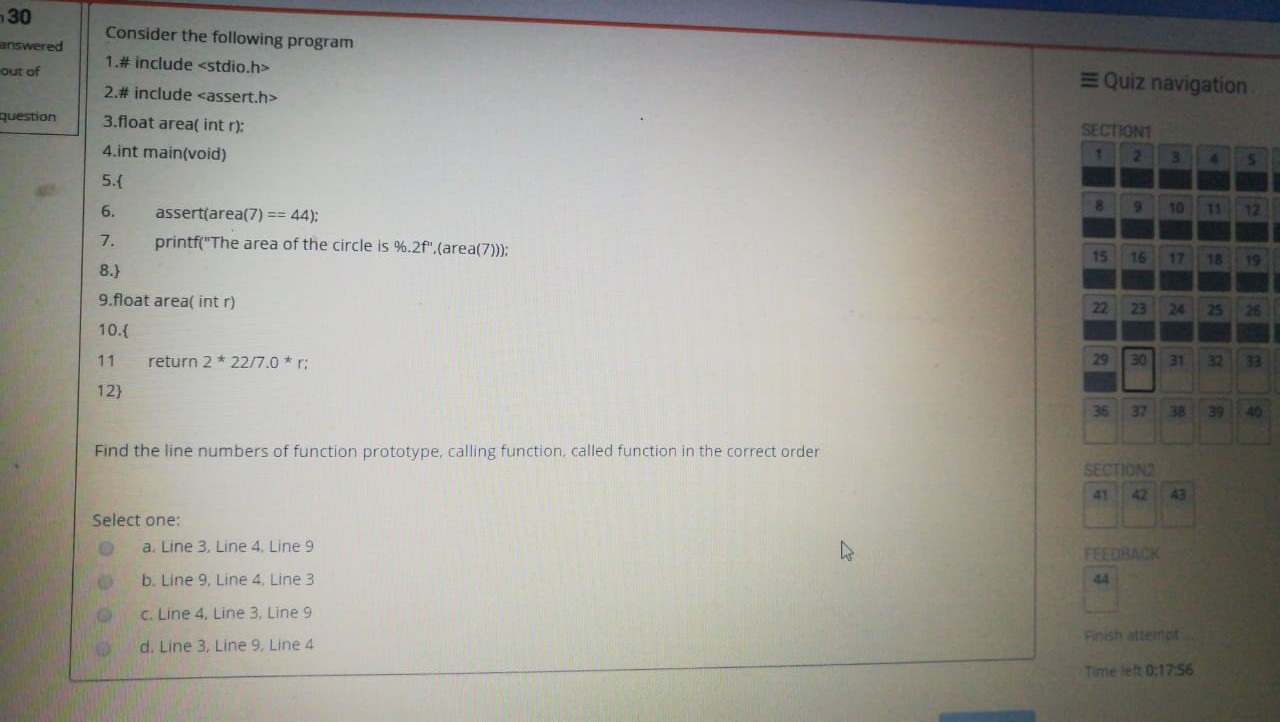 30
answered
out of
question
Consider the following program
1.# include <stdio.h>
2.# include <assert.h>
3.float area( int r);
4.int main(void)
5.{
6. assert(area(7) == 44);
7. printf("The area of the circle is %.2f",(area(7)));
8.}
9.float area( int r)
10.{
11 return 2 * 22/7.0 * r;
12}
Find the line numbers of function prototype, calling function, called function in the correct order
Select one:
a. Line 3, Line 4, Line 9
b. Line 9, Line 4, Line 3
c. Line 4, Line 3, Line 9
d. Line 3, Line 9, Line 4
Quiz navigation
SECTION1
1 2 3 4 5
8 9 10 11 12
15 16 17 18 19
22 23 24 25 26
29 30 31 32 33
36 37 38 39 40
SECTION2
41 42 43
FEEDBACK
44
Finish attempt ...
Time left 0:17:56